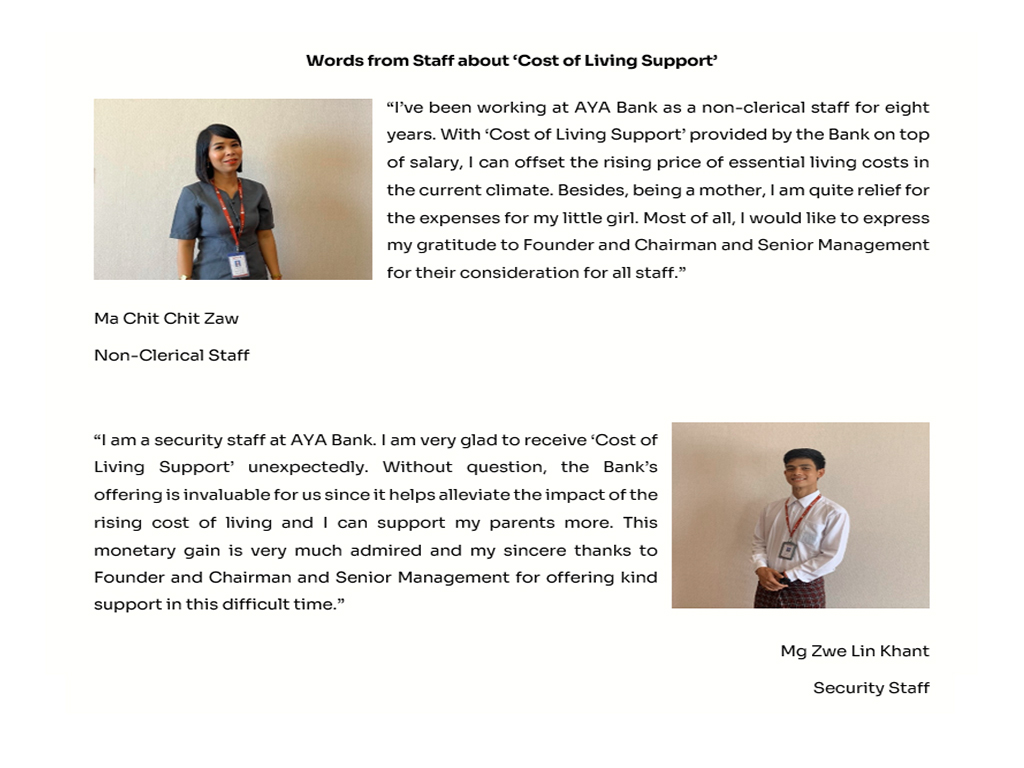 Words from Staff about ‘Cost of Living Support’
“I’ve been working at AYA Bank as a non-clerical staff for eight
years. With ‘Cost of Living Support’ provided by the Bank on top
of salary, I can offset the rising price of essential living costs in
the current climate. Besides, being a mother, I am quite relief for
the expenses for my little girl. Most of all, I would like to express
my gratitude to Founder and Chairman and Senior Management
for their consideration for all staff.”
Ma Chit Chit Zaw
Non-Clerical Staff
“I am a security staff at AYA Bank. I am very glad to receive ‘Cost of
Living Support’ unexpectedly. Without question, the Bank’s
offering is invaluable for us since it helps alleviate the impact of the
rising cost of living and I can support my parents more. This
monetary gain is very much admired and my sincere thanks to
Founder and Chairman and Senior Management for offering kind
support in this difficult time.”
Mg Zwe Lin Khant
Security Staff